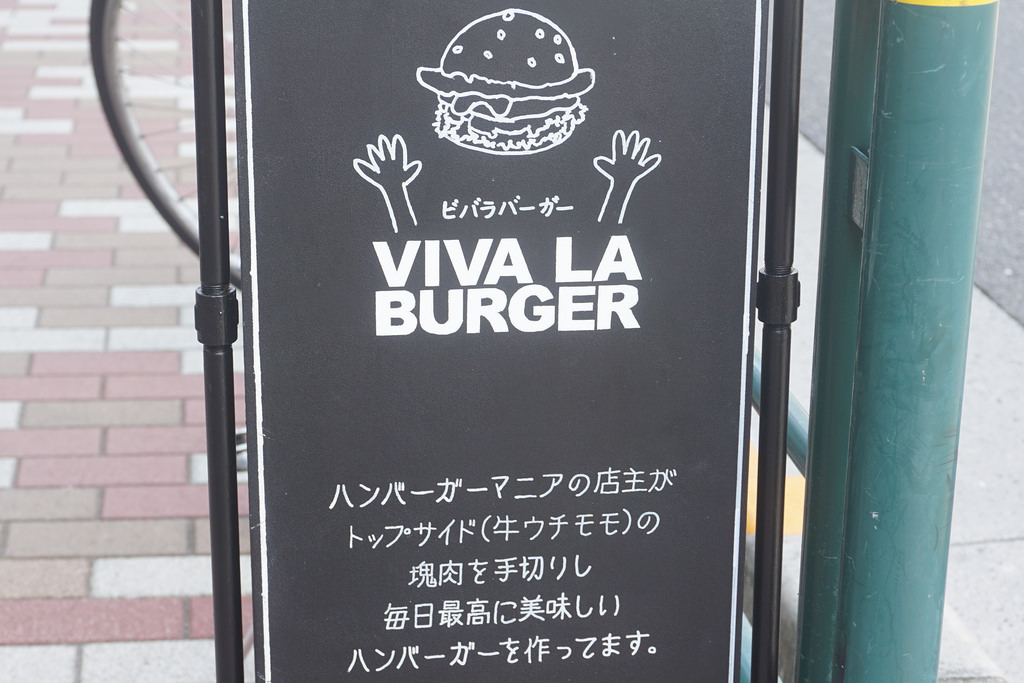 ビバラバーガー
VIVA LA
BURGER
ハンバーガーマニアの店主が
トップサイド(牛ウチモモ)の
塊肉を手切りし
毎日最高に美味しい
ハンバーガーを作ってます。